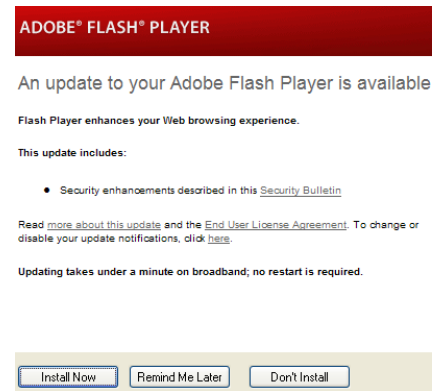 ADOBE® FLASH® PLAYER
An update to your Adobe Flash Player is available
Flash Player enhances your Web browsing experience.
This update includes:
• Security enhancements described in this Security Bulletin
Read more about this update and the End User License Agreement. To change or
disable your update notifications, click here.
Updating takes under a minute on broadband; no restart is required.
Install Now Remind Me Later Don't Install